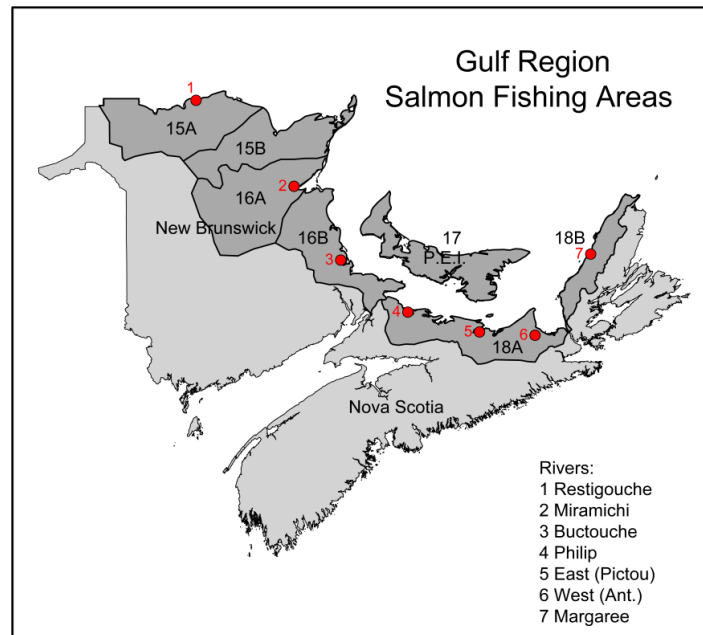 Gulf Region
Salmon Fishing Areas
1
15A
15B
16A
2
New Brunswick
16B
3
17
P.E.I.
18B
7
4
5
6
18A
Nova Scotia
Rivers:
1 Restigouche
2 Miramichi
3 Buctouche
4 Philip
5 East (Pictou)
6 West (Ant.)
7 Margaree